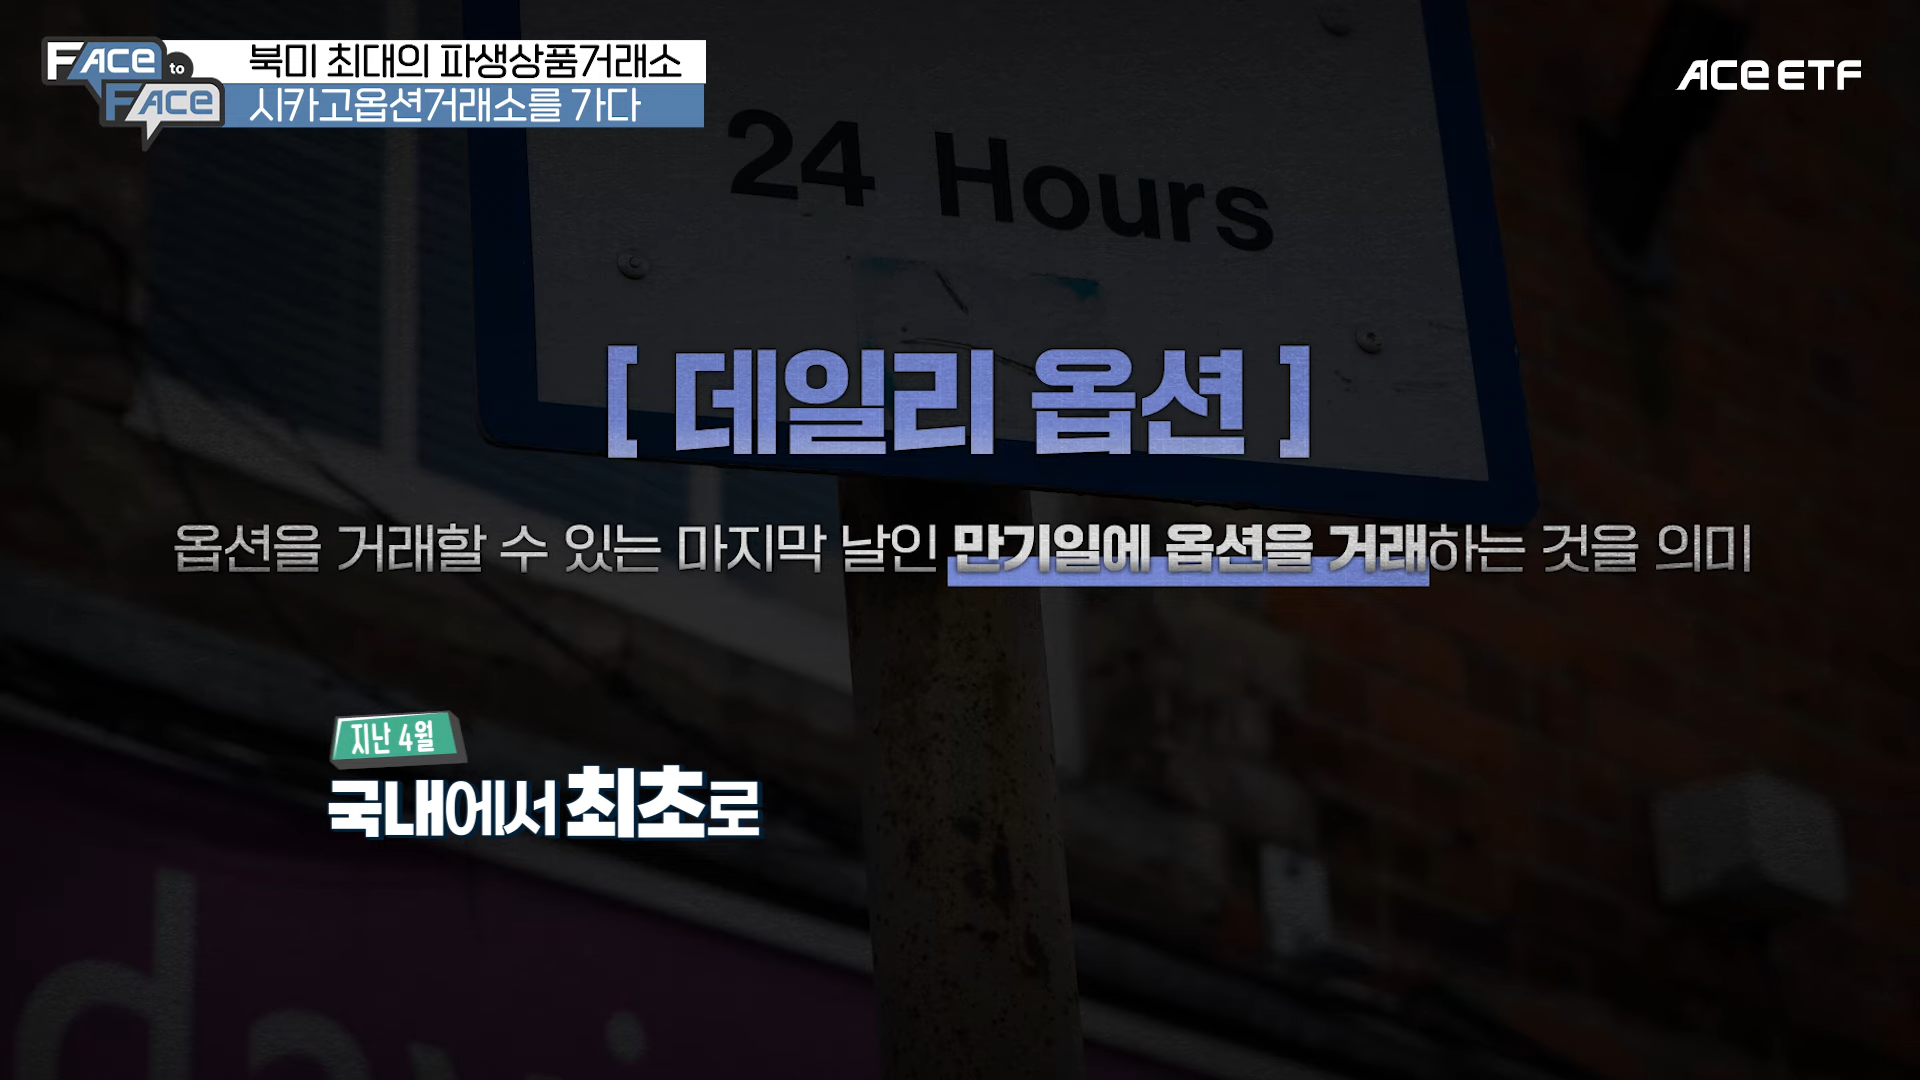 FACE to FACE
북미 최대의 파생상품거래소
시카고옵션거래소를 가다
ACE ETF
24 Hours
[ 데일리 옵션 ]
옵션을 거래할 수 있는 마지막 날인 만기일에 옵션을 거래하는 것을 의미
지난 4월
국내에서 최초로